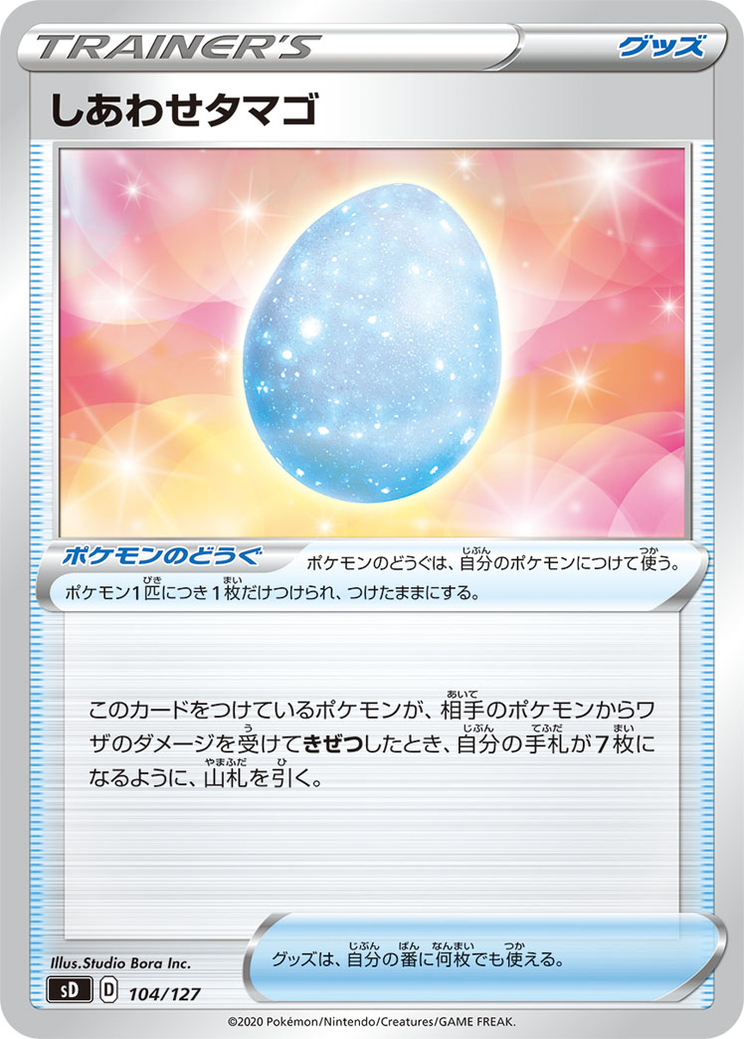 TRAINER'S グッズ
しあわせタマゴ
ポケモンのどうぐ ポケモンのどうぐは、自分のポケモンにつけて使う。
ポケモン1匹につき1枚だけつけられ、つけたままにする。
このカードをつけているポケモンが、相手のポケモンからワ
ザのダメージを受けてきぜつしたとき、自分の手札が7枚に
なるように、山札を引く。
Illus.Studio Bora Inc.
グッズは、自分の番に何枚でも使える。
sD D 104/127
©2020 Pokémon/Nintendo/Creatures/GAME FREAK.